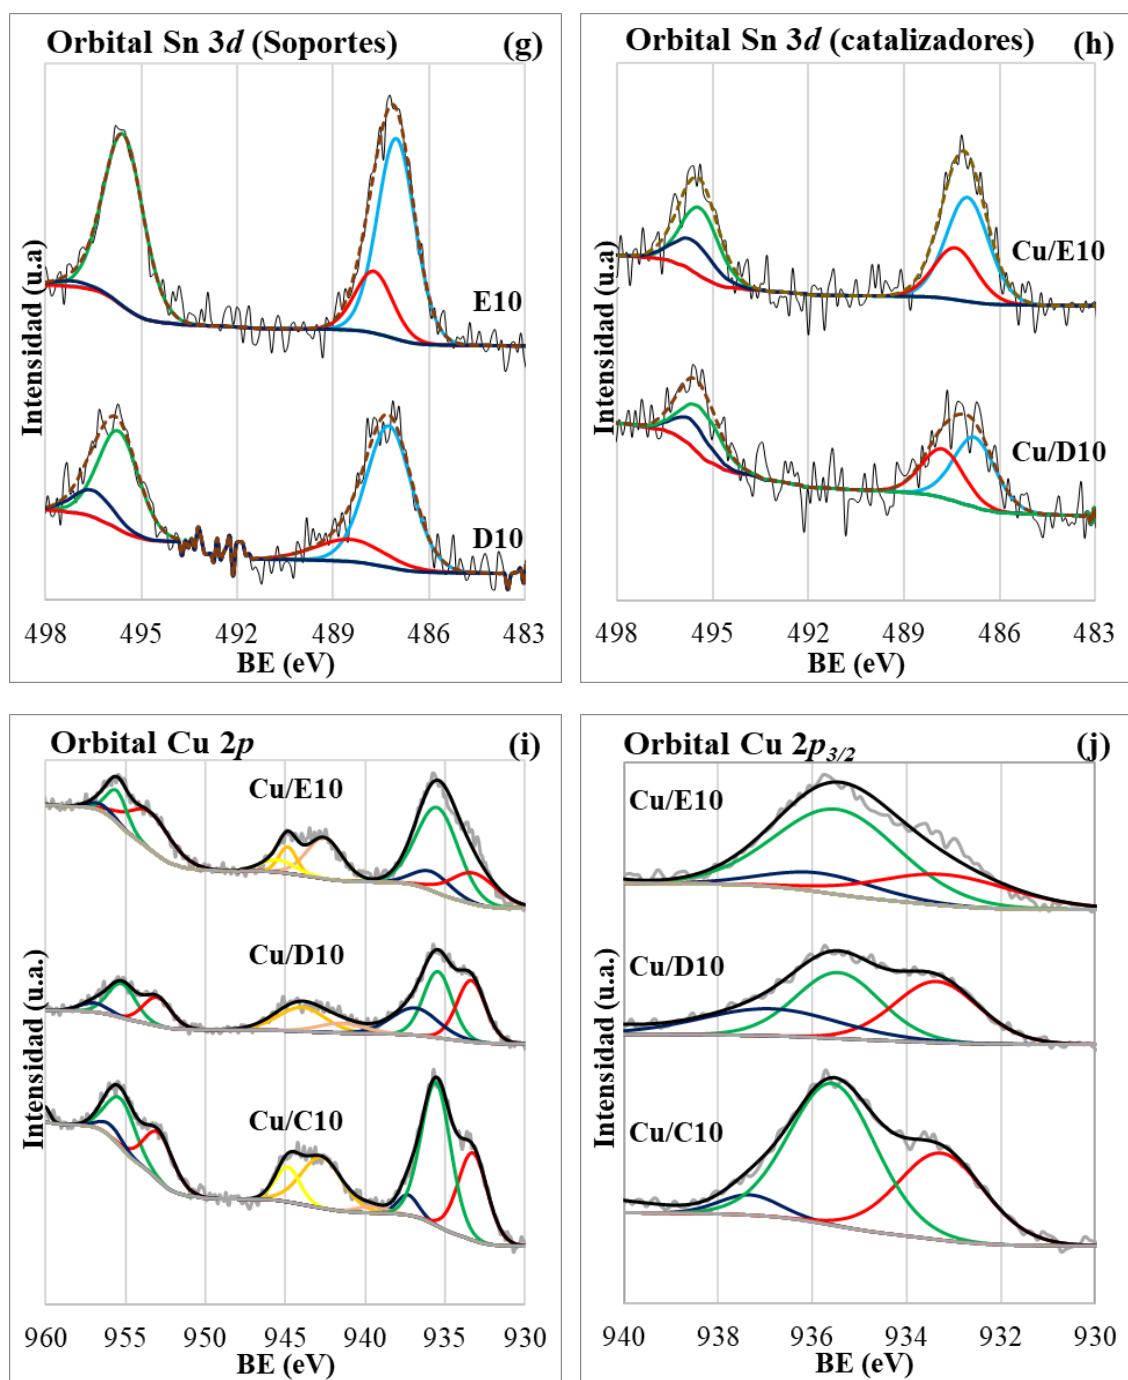 Orbital Sn 3d (Soportes) (g)
Intensidad (u.a)
E10
D10
498 495 492 489 486 483
BE (eV)
Orbital Sn 3d (catalizadores) (h)
Intensidad (u.a)
Cu/E10
Cu/D10
498 495 492 489 486 483
BE (eV)
Orbital Cu 2p (i)
Intensidad (u.a.)
Cu/E10
Cu/D10
Cu/C10
960 955 950 945 940 935 930
BE (eV)
Orbital Cu 2p3/2 (j)
Intensidad (u.a.)
Cu/E10
Cu/D10
Cu/C10
940 938 936 934 932 930
BE (eV)